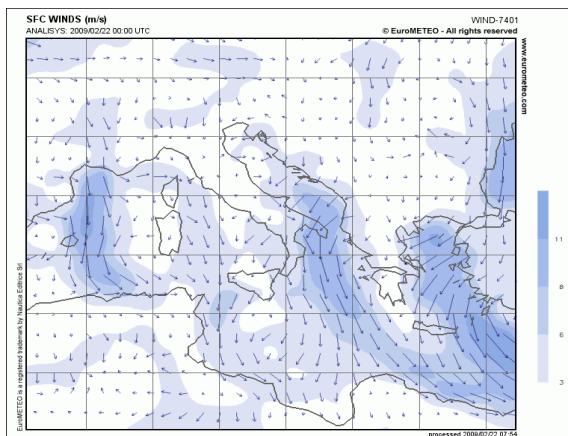 SFC WINDS (m/s)
WIND-7401
ANALISYS: 2009/02/22 00:00 UTC
© EuroMETEO - All rights reserved
www.eurometeo.com
11
8
6
3
EuroMETEO is a registered trademark by Nautica Editrice Srl
processed 2009/02/22 07:54